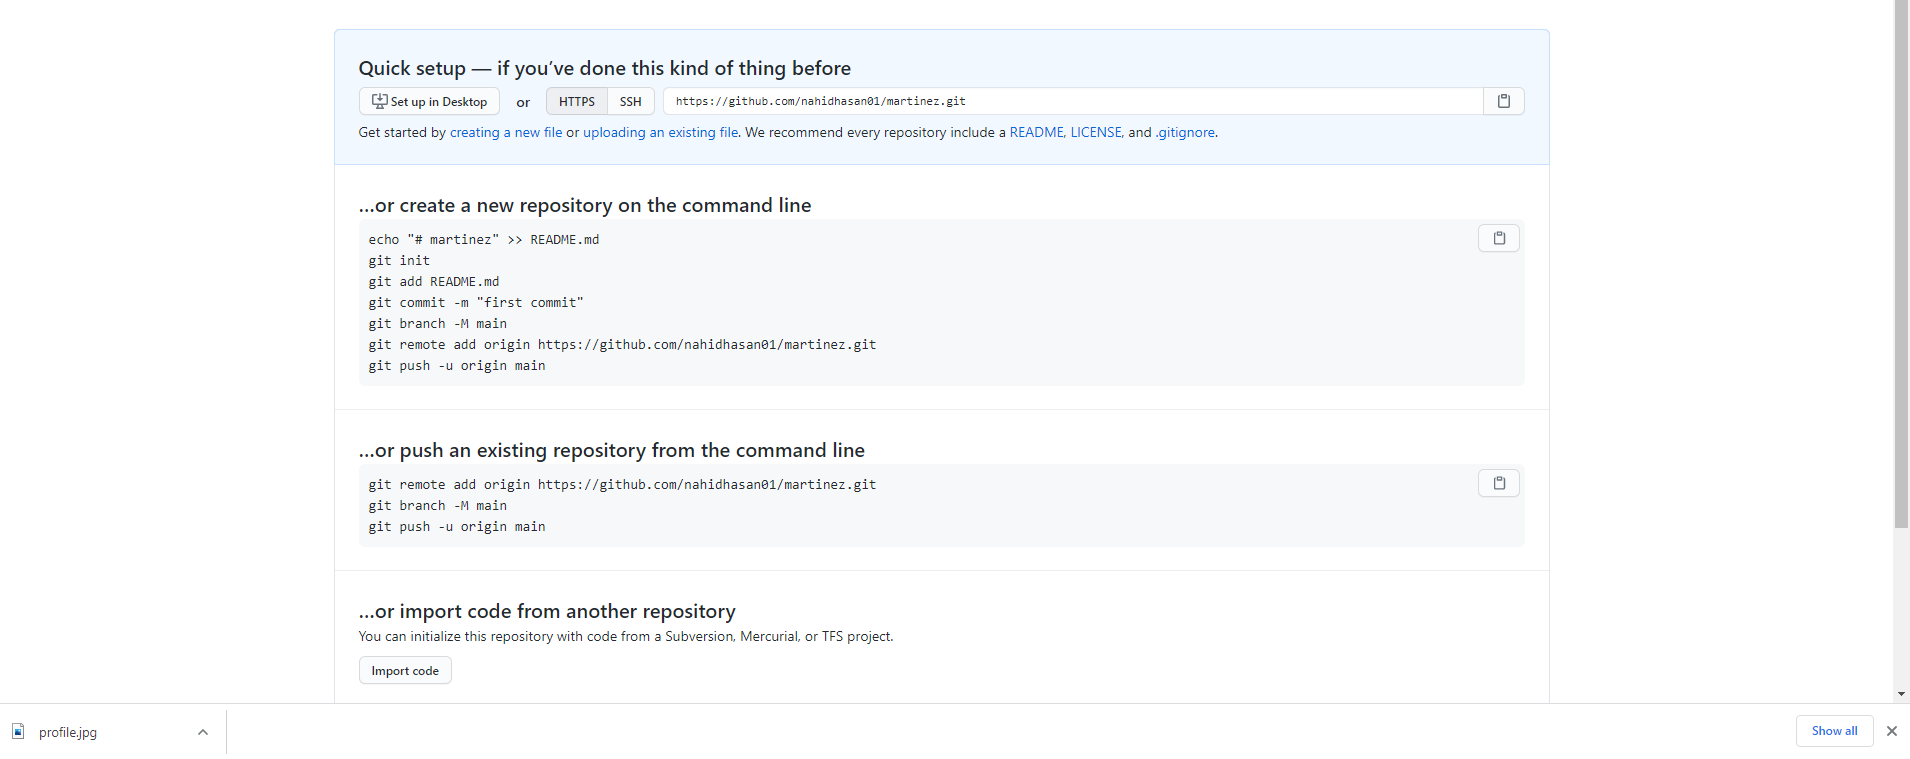 Quick setup — if you’ve done this kind of thing before
Set up in Desktop or HTTPS SSH https://github.com/nahidhasan01/martinez.git
Get started by creating a new file or uploading an existing file. We recommend every repository include a README, LICENSE, and .gitignore.
…or create a new repository on the command line
echo "# martinez" >> README.md
git init
git add README.md
git commit -m "first commit"
git branch -M main
git remote add origin https://github.com/nahidhasan01/martinez.git
git push -u origin main
…or push an existing repository from the command line
git remote add origin https://github.com/nahidhasan01/martinez.git
git branch -M main
git push -u origin main
…or import code from another repository
You can initialize this repository with code from a Subversion, Mercurial, or TFS project.
Import code
profile.jpg
Show all